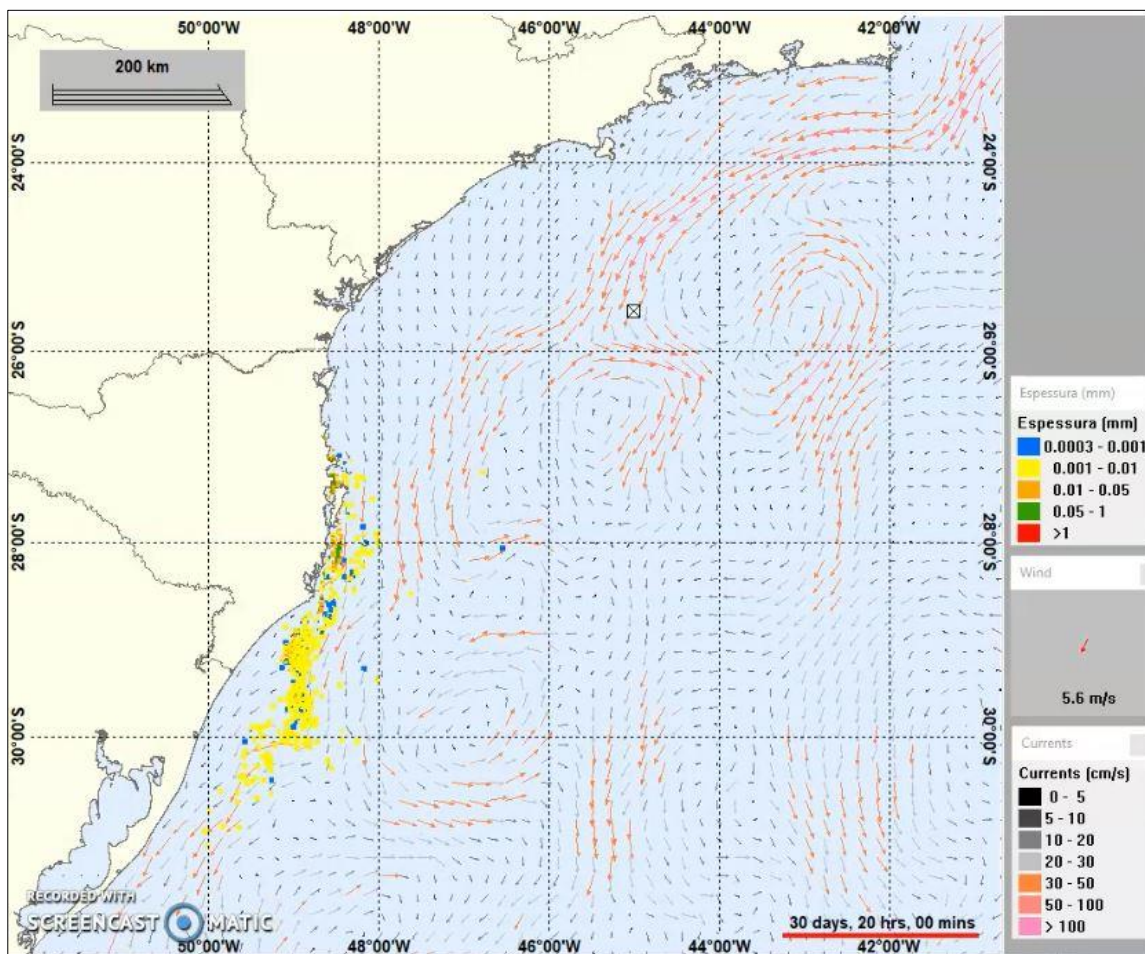 50°00'W 48°00'W 46°00'W 44°00'W 42°00'W
200 km
24°00'S 24°00'S
26°00'S 26°00'S
28°00'S 28°00'S
30°00'S 30°00'S
50°00'W 48°00'W 46°00'W 44°00'W 42°00'W
30 days, 20 hrs, 00 mins
RECORDED WITH
SCREENCAST MATIC
Espessura (mm)
Espessura (mm)
0.0003 - 0.001
0.001 - 0.01
0.01 - 0.05
0.05 - 1
>1
Wind
5.6 m/s
Currents
Currents (cm/s)
0 - 5
5 - 10
10 - 20
20 - 30
30 - 50
50 - 100
> 100